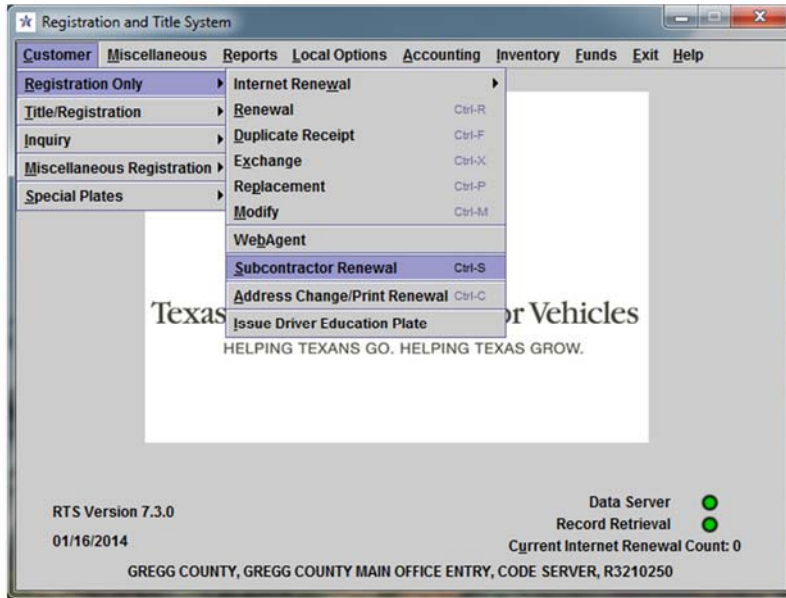 Registration and Title System
Customer Miscellaneous Reports Local Options Accounting Inventory Funds Exit Help
Registration Only
Title/Registration
Inquiry
Miscellaneous Registration
Special Plates
Internet Renewal
Renewal Ctrl-R
Duplicate Receipt Ctrl-F
Exchange Ctrl-X
Replacement Ctrl-P
Modify Ctrl-M
WebAgent
Subcontractor Renewal Ctrl-S
Address Change/Print Renewal Ctrl-C
Issue Driver Education Plate
Texas r Vehicles
HELPING TEXANS GO. HELPING TEXAS GROW.
RTS Version 7.3.0
01/16/2014
Data Server
Record Retrieval
Current Internet Renewal Count: 0
GREGG COUNTY, GREGG COUNTY MAIN OFFICE ENTRY, CODE SERVER, R3210250